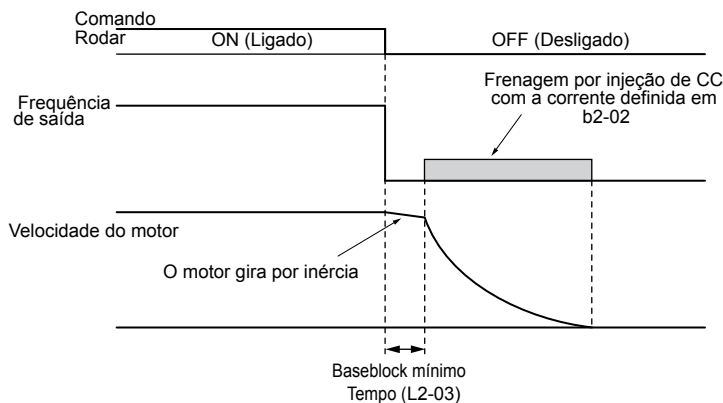 Comando
Rodar
ON (Ligado)
OFF (Desligado)
Frenagem por injeção de CC
com a corrente definida em
b2-02
Frequência
de saída
Velocidade do motor
O motor gira por inércia
Baseblock mínimo
Tempo (L2-03)